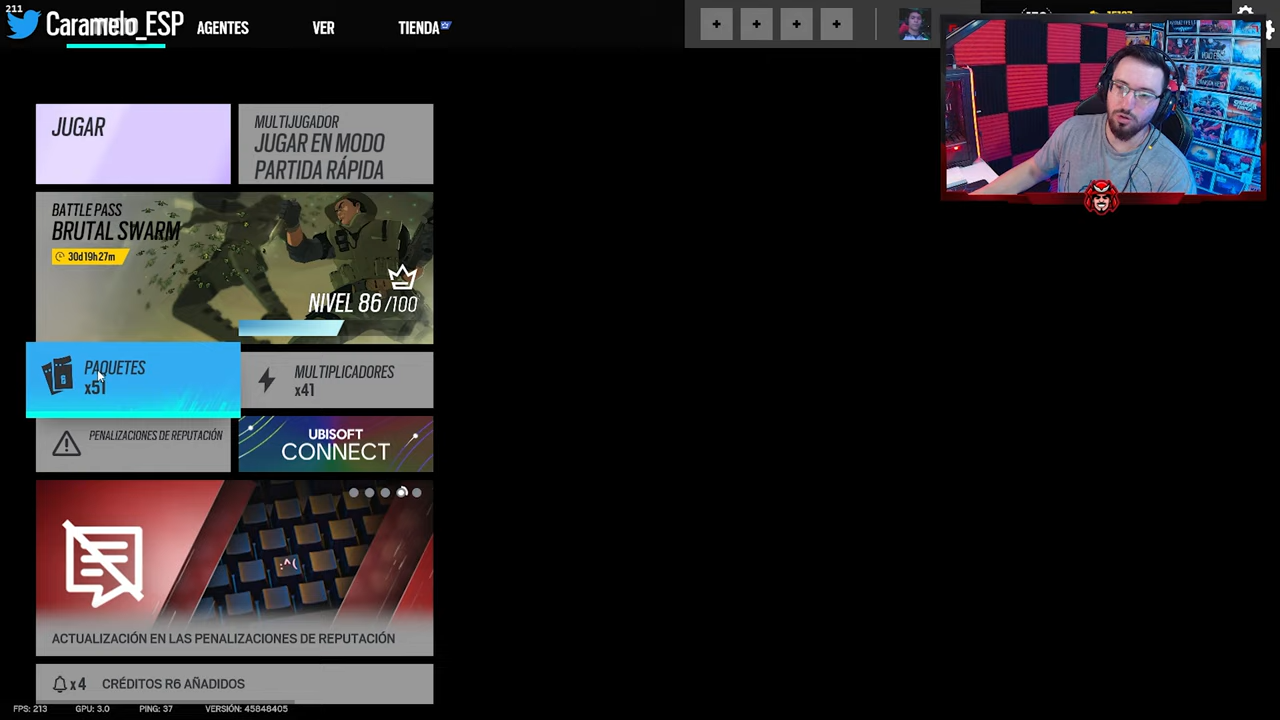 211
Caramelo_ESP
AGENTES
VER
TIENDA
JUGAR
MULTIJUGADOR
JUGAR EN MODO
PARTIDA RÁPIDA
BATTLE PASS
BRUTAL SWARM
30d19h27m
NIVEL 86/100
PAQUETES
x51
MULTIPLICADORES
x41
PENALIZACIONES DE REPUTACIÓN
UBISOFT
CONNECT
:^(
ACTUALIZACIÓN EN LAS PENALIZACIONES DE REPUTACIÓN
x4 CRÉDITOS R6 AÑADIDOS
FPS: 213 GPU: 3.0 PING: 37 VERSIÓN: 45848405